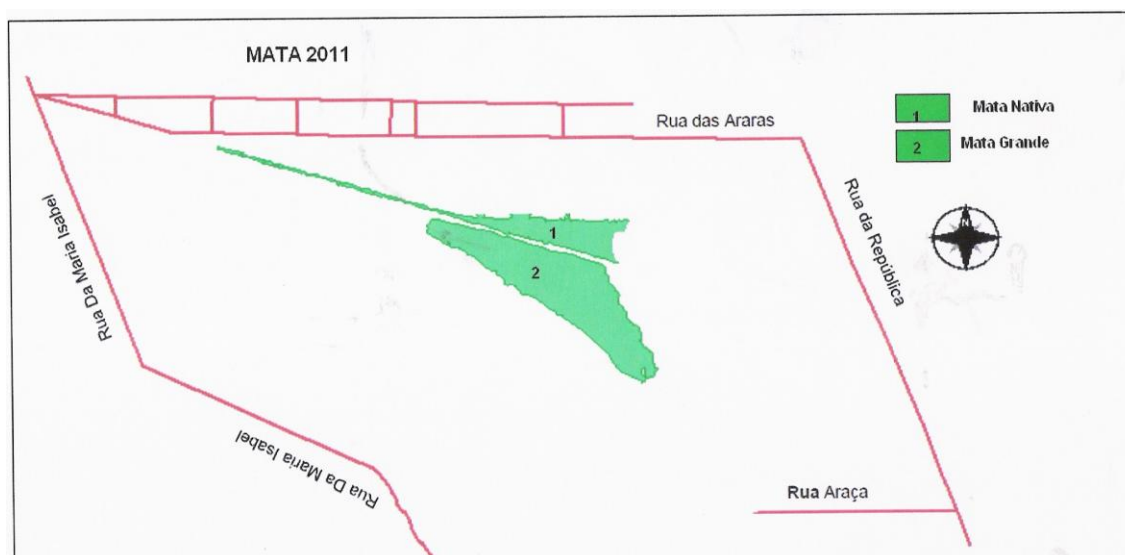 MATA 2011
1 Mata Nativa
2 Mata Grande
Rua das Araras
Rua da República
N
Rua Da Maria Isabel
1
2
Rua Da Maria Isabel
Rua Araça